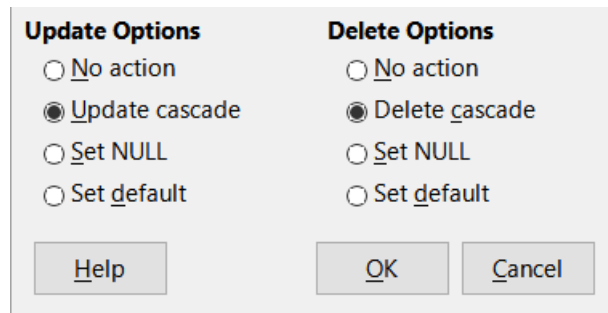 Update Options
No action
Update cascade
Set NULL
Set default
Delete Options
No action
Delete cascade
Set NULL
Set default
Help
OK
Cancel